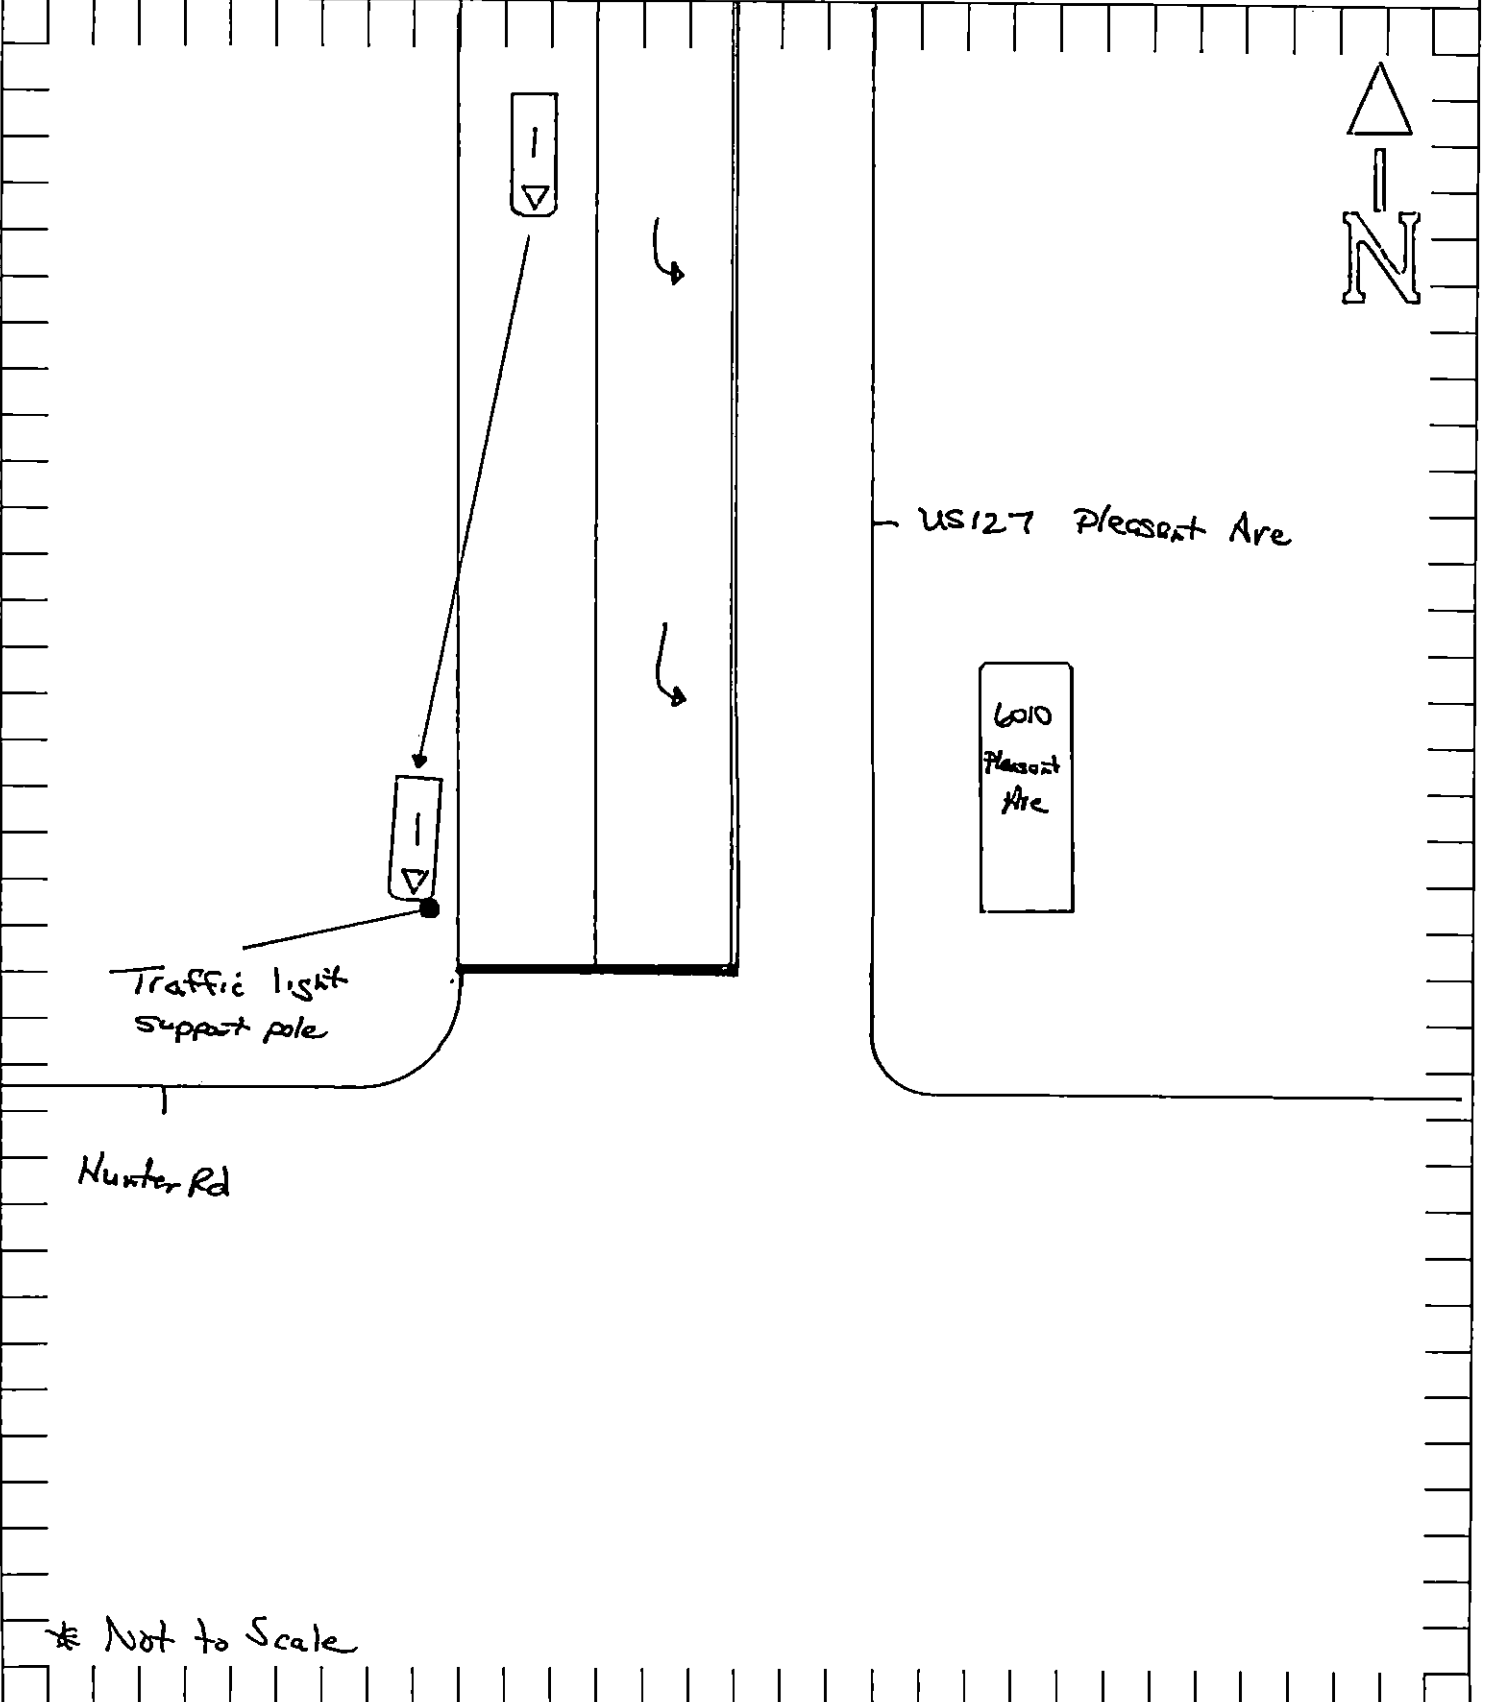 N
1
US127 Pleasant Ave
6010
Pleasant
Ave
1
Traffic light
support pole
Hunter Rd
* Not to Scale